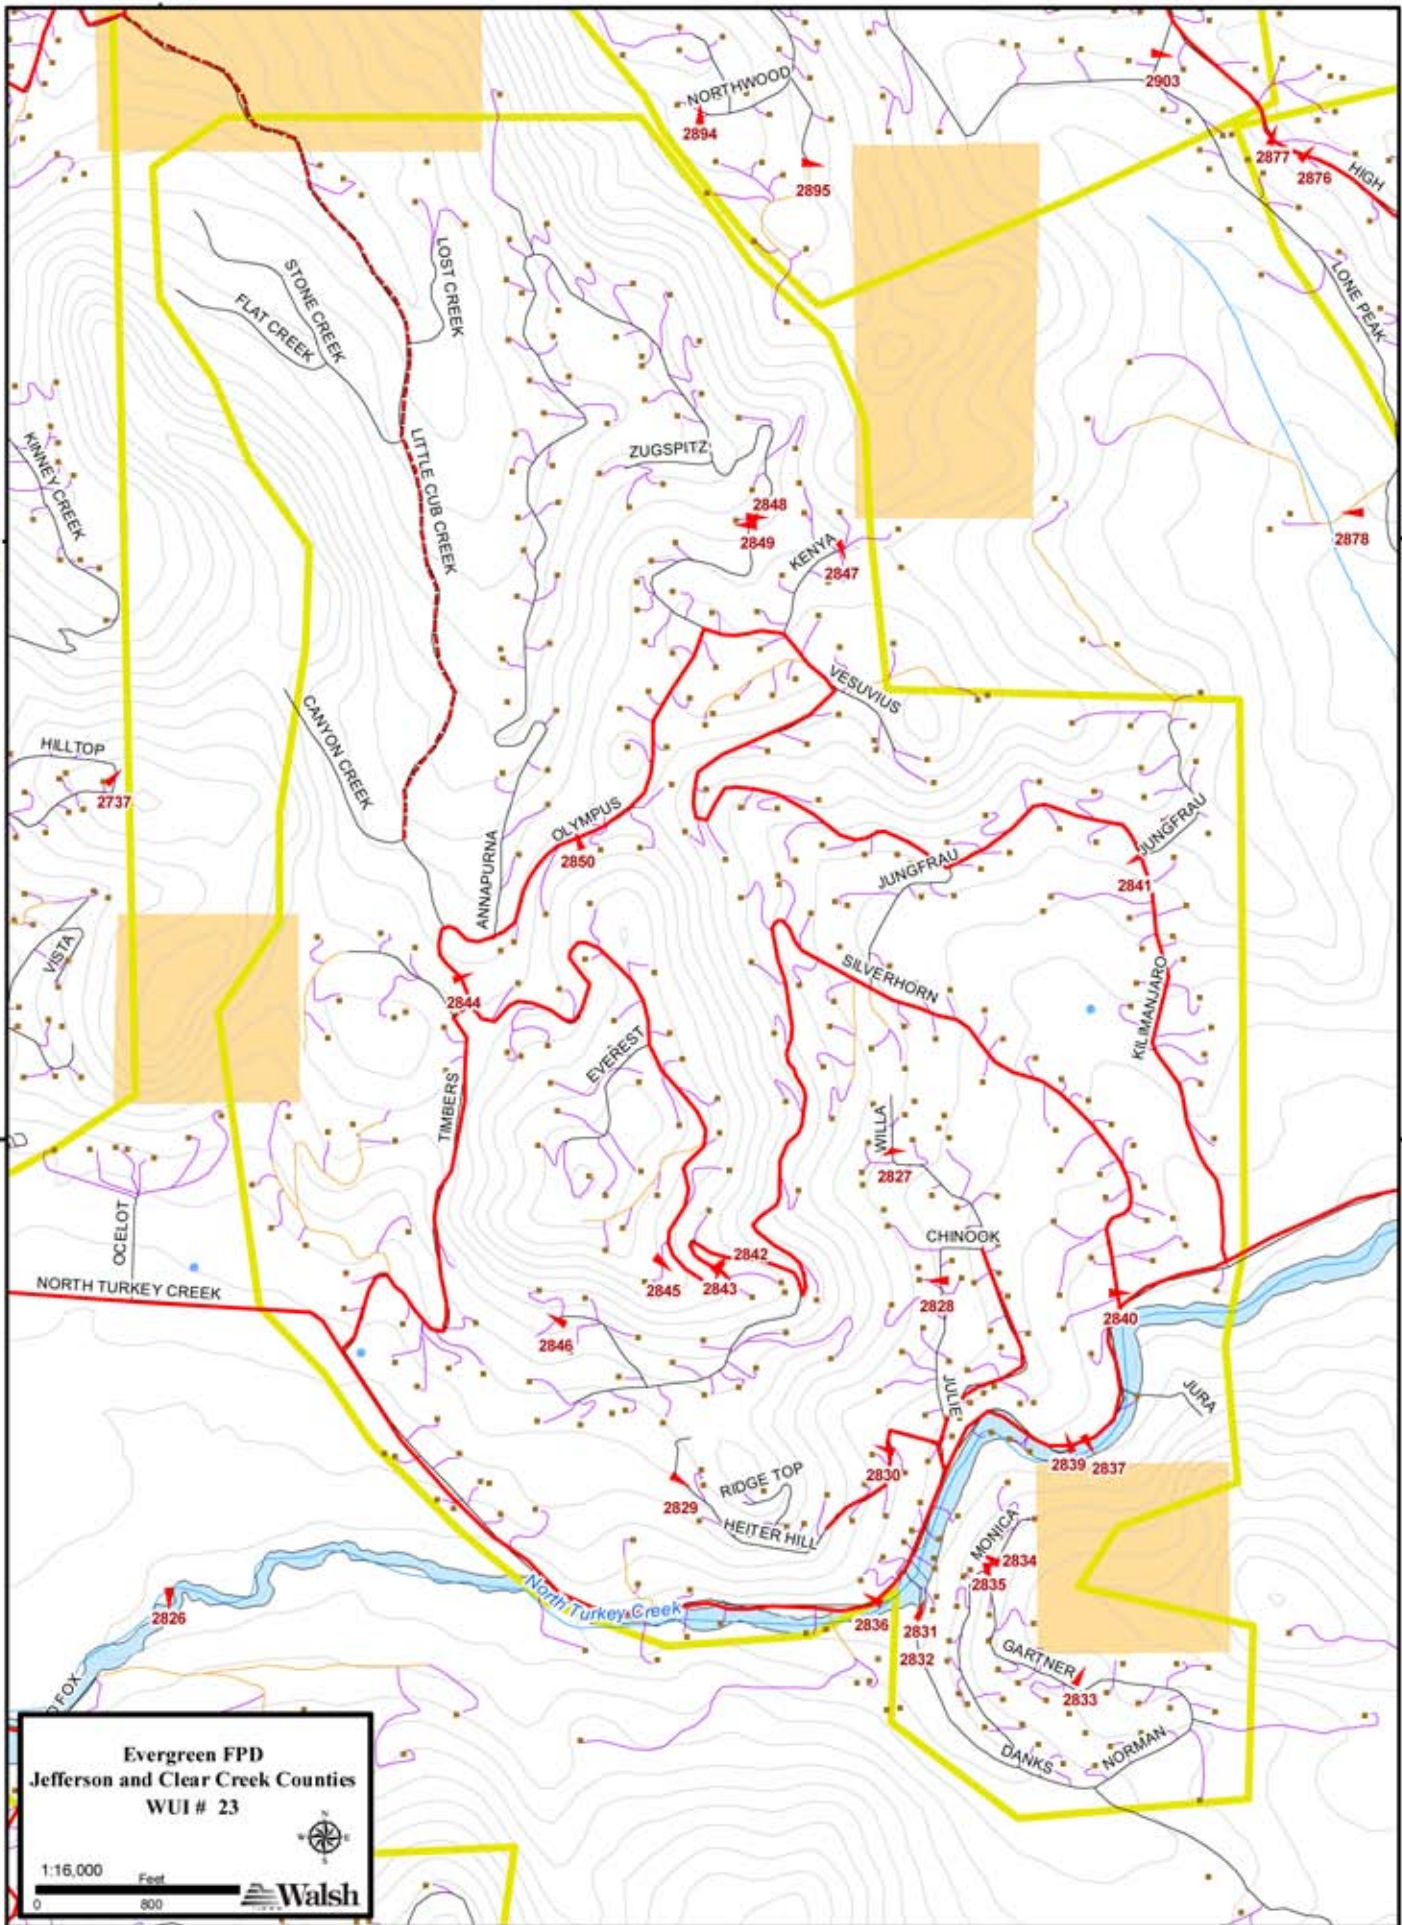 NORTHWOOD
2903
2894
2877
2876
HIGH
2895
LOST CREEK
STONE CREEK
FLAT CREEK
LONE PEAK
KINNEY CREEK
LITTLE CUB CREEK
ZUGSPITZ
2848
2849
KENYA
2847
2878
VESUVIUS
CANYON CREEK
HILLTOP
2737
OLYMPUS
2850
ANNAPURNA
JUNGFRAU
JUNGFRAU
2841
VISTA
SILVERHORN
2844
KILIMANJARO
EVEREST
TIMBERS
WILLA
2827
OCELOT
CHINOOK
2842
2845
2843
NORTH TURKEY CREEK
2828
2840
2846
JULIE
JURA
2839
2837
2830
RIDGE TOP
2829
HEITER HILL
MONICA
2834
2835
North Turkey Creek
2826
2836
2831
2832
GARTNER
2833
FOX
DANKS
NORMAN
Evergreen FPD
Jefferson and Clear Creek Counties
WUI # 23
N
W E
S
1:16,000
Feet
0 800
Walsh